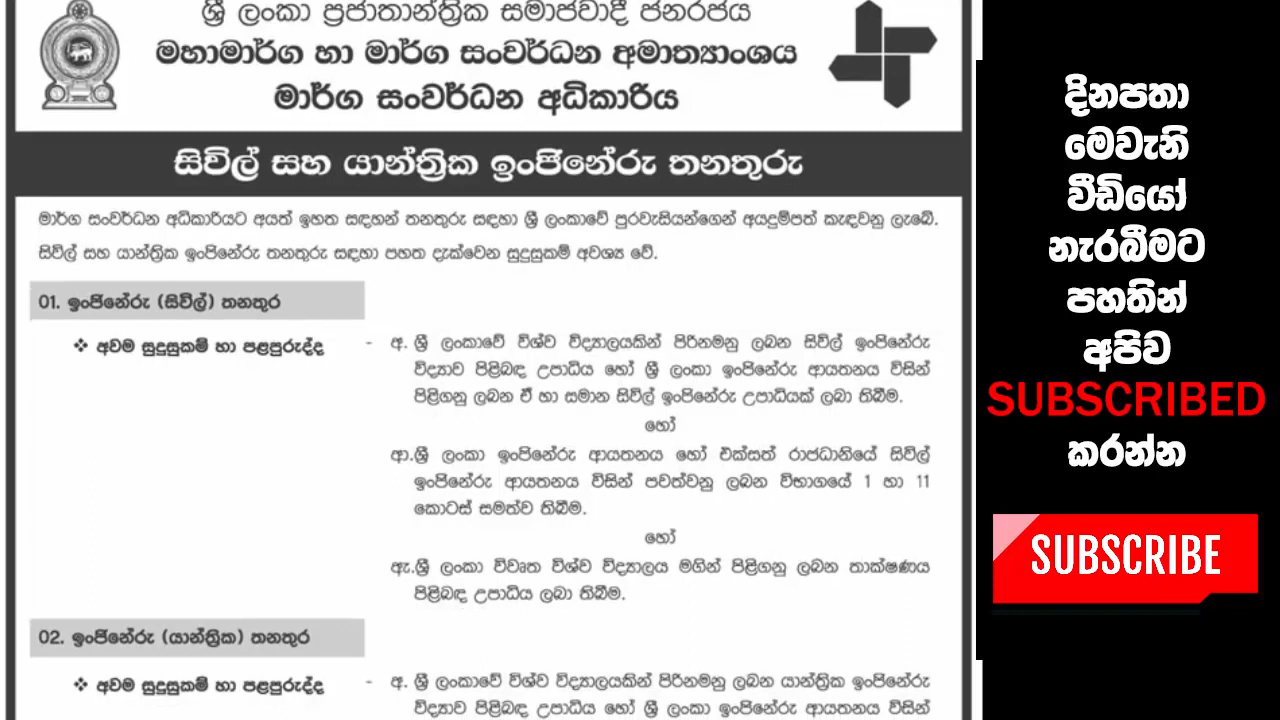 ශ්‍රී ලංකා ප්‍රජාතාන්ත්‍රික සමාජවාදී ජනරජය
මහාමාර්ග හා මාර්ග සංවර්ධන අමාත්‍යාංශය
මාර්ග සංවර්ධන අධිකාරිය
සිවිල් සහ යාන්ත්‍රික ඉංජිනේරු තනතුරු
මාර්ග සංවර්ධන අධිකාරියට අයත් ඉහත සඳහන් තනතුරු සඳහා ශ්‍රී ලංකාවේ පුරවැසියන්ගෙන් අයදුම්පත් කැඳවනු ලැබේ.
සිවිල් සහ යාන්ත්‍රික ඉංජිනේරු තනතුරු සඳහා පහත දැක්වෙන සුදුසුකම් අවශ්‍ය වේ.
01. ඉංජිනේරු (සිවිල්) තනතුර
❖ අවම සුදුසුකම් හා පළපුරුද්ද - අ. ශ්‍රී ලංකාවේ විශ්ව විද්‍යාලයකින් පිරිනමනු ලබන සිවිල් ඉංජිනේරු
විද්‍යාව පිළිබඳ උපාධිය හෝ ශ්‍රී ලංකා ඉංජිනේරු ආයතනය විසින්
පිළිගනු ලබන ඒ හා සමාන සිවිල් ඉංජිනේරු උපාධියක් ලබා තිබීම.
හෝ
ආ.ශ්‍රී ලංකා ඉංජිනේරු ආයතනය හෝ එක්සත් රාජධානියේ සිවිල්
ඉංජිනේරු ආයතනය විසින් පවත්වනු ලබන විභාගයේ 1 හා 11
කොටස් සමත්ව තිබීම.
හෝ
ඇ.ශ්‍රී ලංකා විවෘත විශ්ව විද්‍යාලය මගින් පිළිගනු ලබන තාක්ෂණය
පිළිබඳ උපාධිය ලබා තිබීම.
02. ඉංජිනේරු (යාන්ත්‍රික) තනතුර
❖ අවම සුදුසුකම් හා පළපුරුද්ද - අ. ශ්‍රී ලංකාවේ විශ්ව විද්‍යාලයකින් පිරිනමනු ලබන යාන්ත්‍රික ඉංජිනේරු
විද්‍යාව පිළිබඳ උපාධිය හෝ ශ්‍රී ලංකා ඉංජිනේරු ආයතනය විසින්
දිනපතා
මෙවැනි
වීඩියෝ
නැරබීමට
පහතින්
අපිව
SUBSCRIBED
කරන්න
SUBSCRIBE